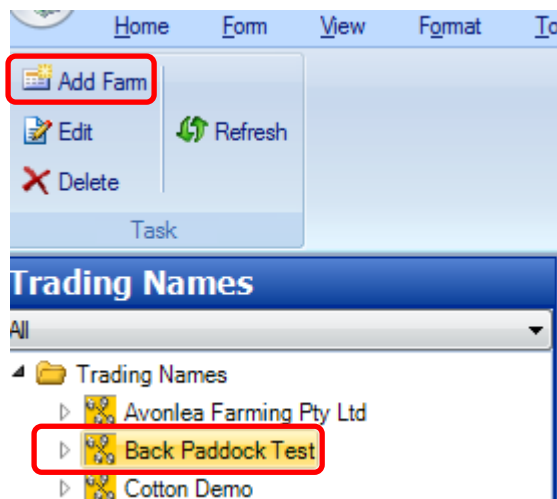 Home Form View Format To
Add Farm
Edit Refresh
Delete
Task
Trading Names
All
Trading Names
Avonlea Farming Pty Ltd
Back Paddock Test
Cotton Demo